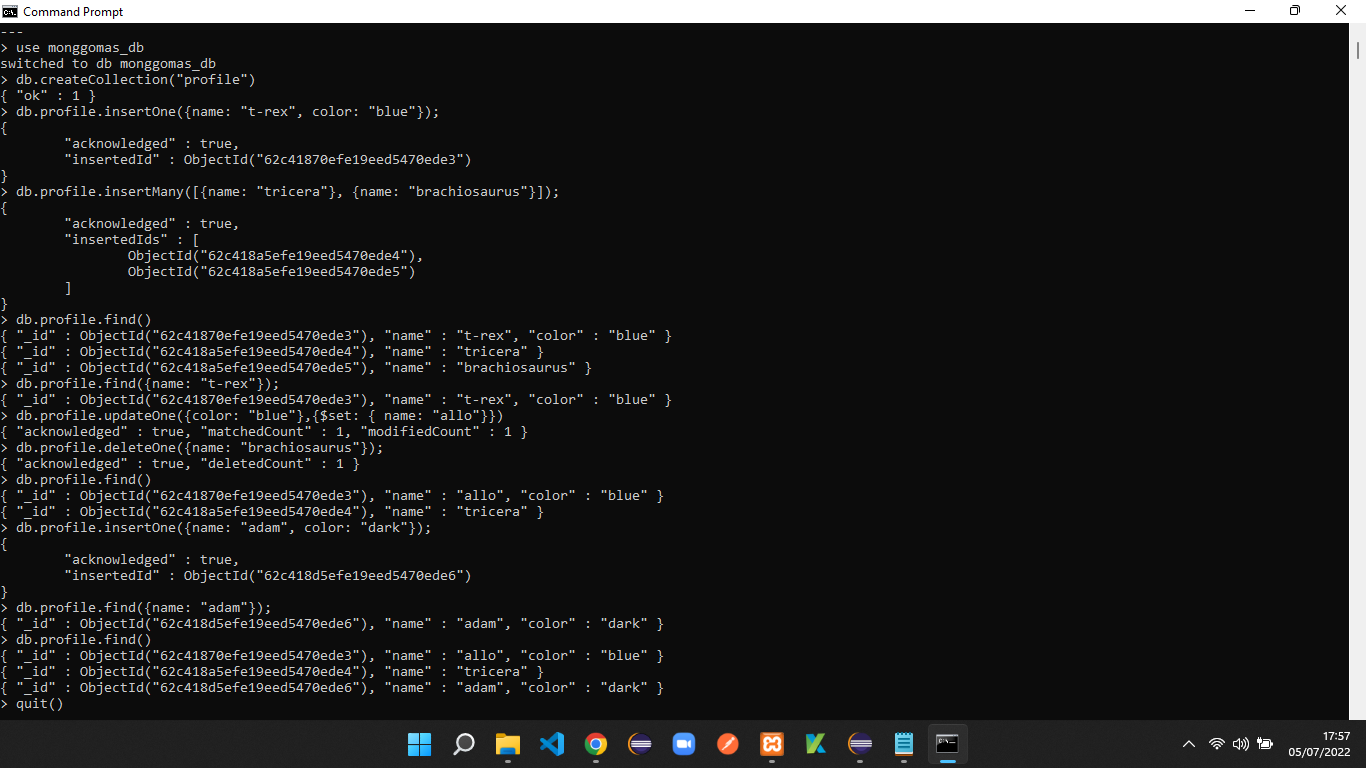 Command Prompt
---
> use monggomas_db
switched to db monggomas_db
> db.createCollection("profile")
{ "ok" : 1 }
> db.profile.insertOne({name: "t-rex", color: "blue"});
{
        "acknowledged" : true,
        "insertedId" : ObjectId("62c41870efe19eed5470ede3")
}
> db.profile.insertMany([{name: "tricera"}, {name: "brachiosaurus"}]);
{
        "acknowledged" : true,
        "insertedIds" : [
                ObjectId("62c418a5efe19eed5470ede4"),
                ObjectId("62c418a5efe19eed5470ede5")
        ]
}
> db.profile.find()
{ "_id" : ObjectId("62c41870efe19eed5470ede3"), "name" : "t-rex", "color" : "blue" }
{ "_id" : ObjectId("62c418a5efe19eed5470ede4"), "name" : "tricera" }
{ "_id" : ObjectId("62c418a5efe19eed5470ede5"), "name" : "brachiosaurus" }
> db.profile.find({name: "t-rex"});
{ "_id" : ObjectId("62c41870efe19eed5470ede3"), "name" : "t-rex", "color" : "blue" }
> db.profile.updateOne({color: "blue"},{$set: { name: "allo"}})
{ "acknowledged" : true, "matchedCount" : 1, "modifiedCount" : 1 }
> db.profile.deleteOne({name: "brachiosaurus"});
{ "acknowledged" : true, "deletedCount" : 1 }
> db.profile.find()
{ "_id" : ObjectId("62c41870efe19eed5470ede3"), "name" : "allo", "color" : "blue" }
{ "_id" : ObjectId("62c418a5efe19eed5470ede4"), "name" : "tricera" }
> db.profile.insertOne({name: "adam", color: "dark"});
{
        "acknowledged" : true,
        "insertedId" : ObjectId("62c418d5efe19eed5470ede6")
}
> db.profile.find({name: "adam"});
{ "_id" : ObjectId("62c418d5efe19eed5470ede6"), "name" : "adam", "color" : "dark" }
> db.profile.find()
{ "_id" : ObjectId("62c41870efe19eed5470ede3"), "name" : "allo", "color" : "blue" }
{ "_id" : ObjectId("62c418a5efe19eed5470ede4"), "name" : "tricera" }
{ "_id" : ObjectId("62c418d5efe19eed5470ede6"), "name" : "adam", "color" : "dark" }
> quit()
17:57
05/07/2022